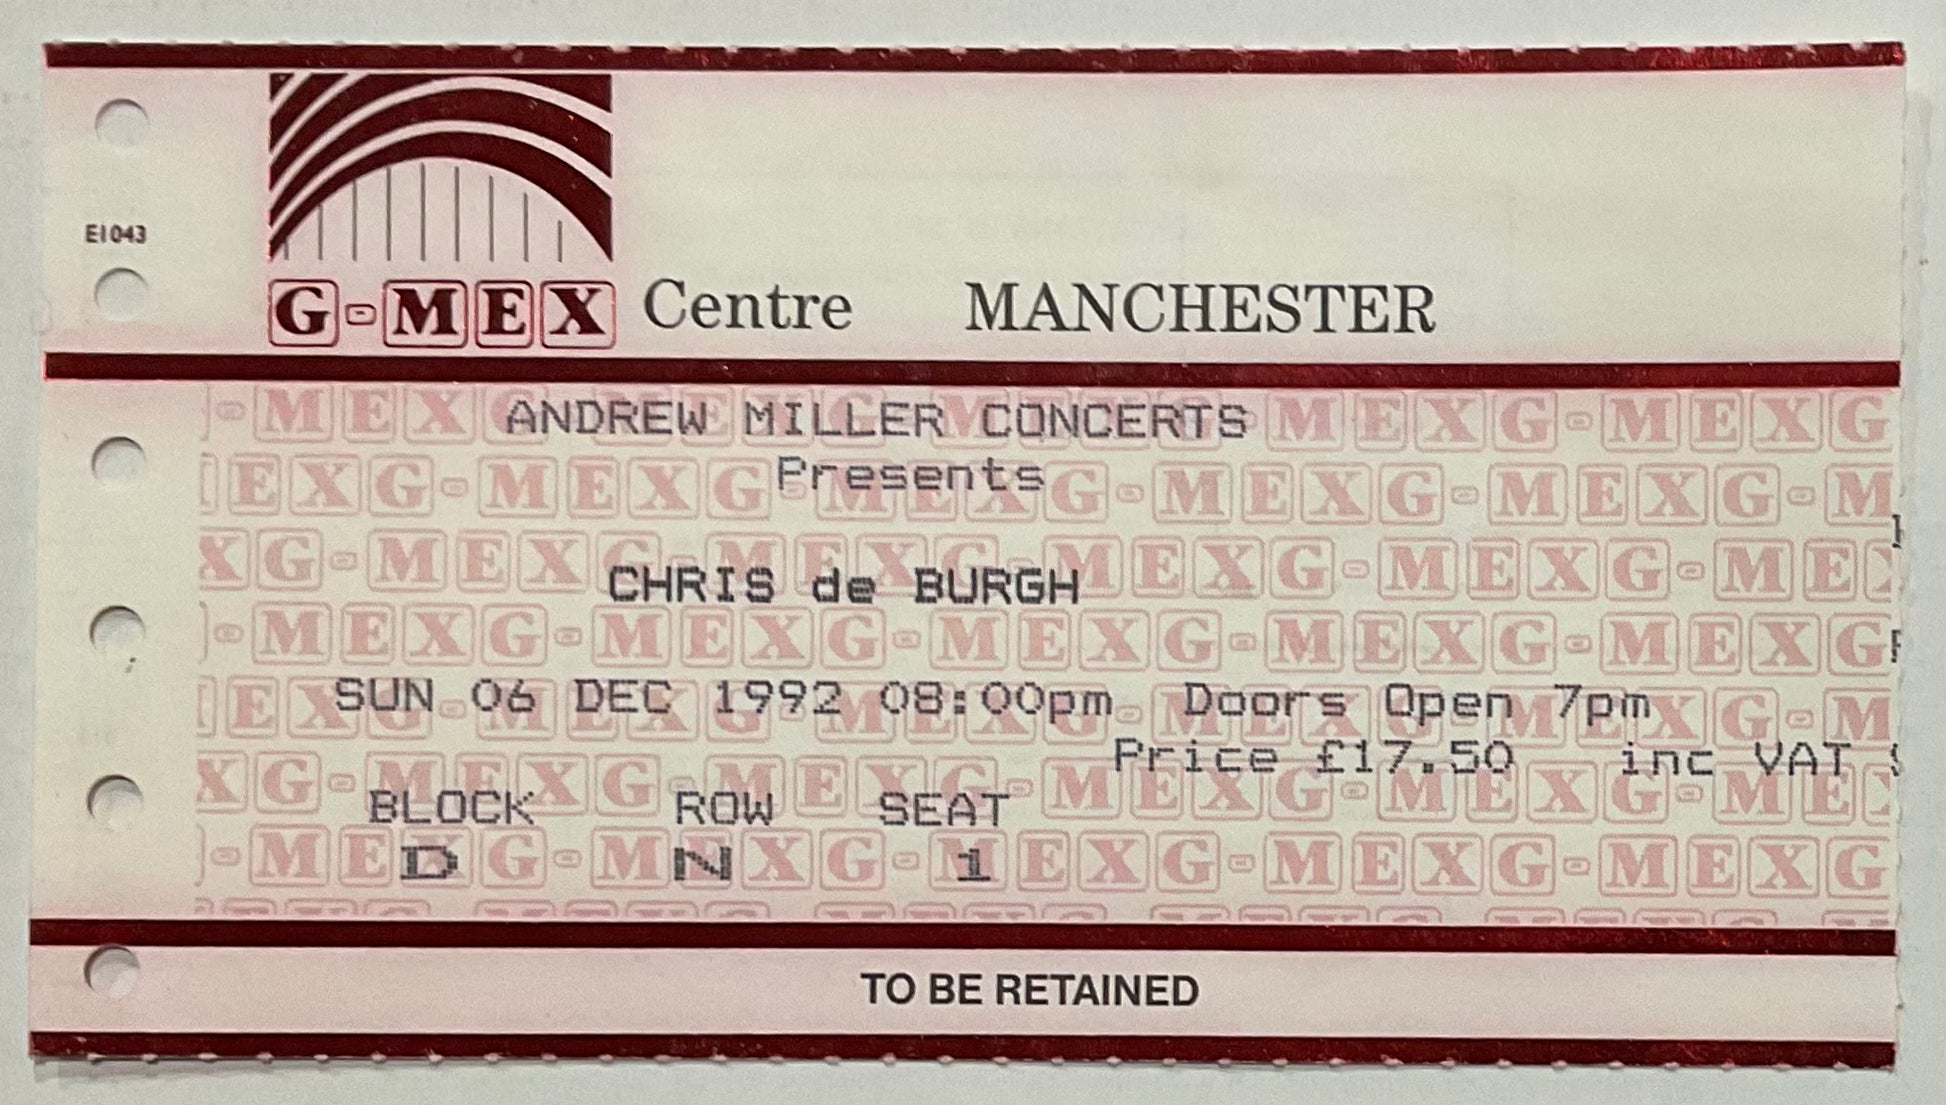 E1043
G-MEX Centre MANCHESTER
ANDREW MILLER CONCERTS
Presents
CHRIS de BURGH
SUN 06 DEC 1992 08:00pm Doors Open 7pm
Price £17.50 inc VAT
BLOCK ROW SEAT
D N 1
TO BE RETAINED